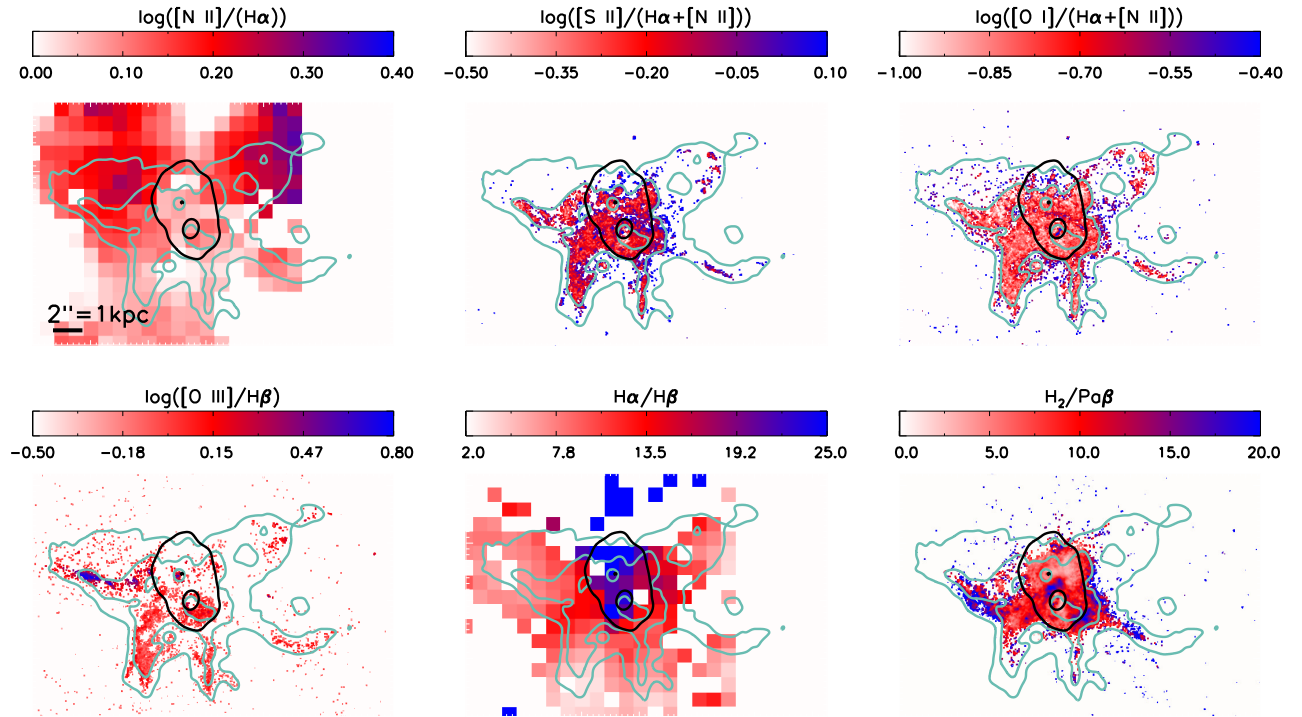 log([N II]/(Hα)) log([S II]/(Hα+[N II])) log([O I]/(Hα+[N II]))
0.00 0.10 0.20 0.30 0.40 −0.50 −0.35 −0.20 −0.05 0.10 −1.00 −0.85 −0.70 −0.55 −0.40
2"=1kpc
log([O III]/Hβ) Hα/Hβ H₂/Paβ
−0.50 −0.18 0.15 0.47 0.80 2.0 7.8 13.5 19.2 25.0 0.0 5.0 10.0 15.0 20.0